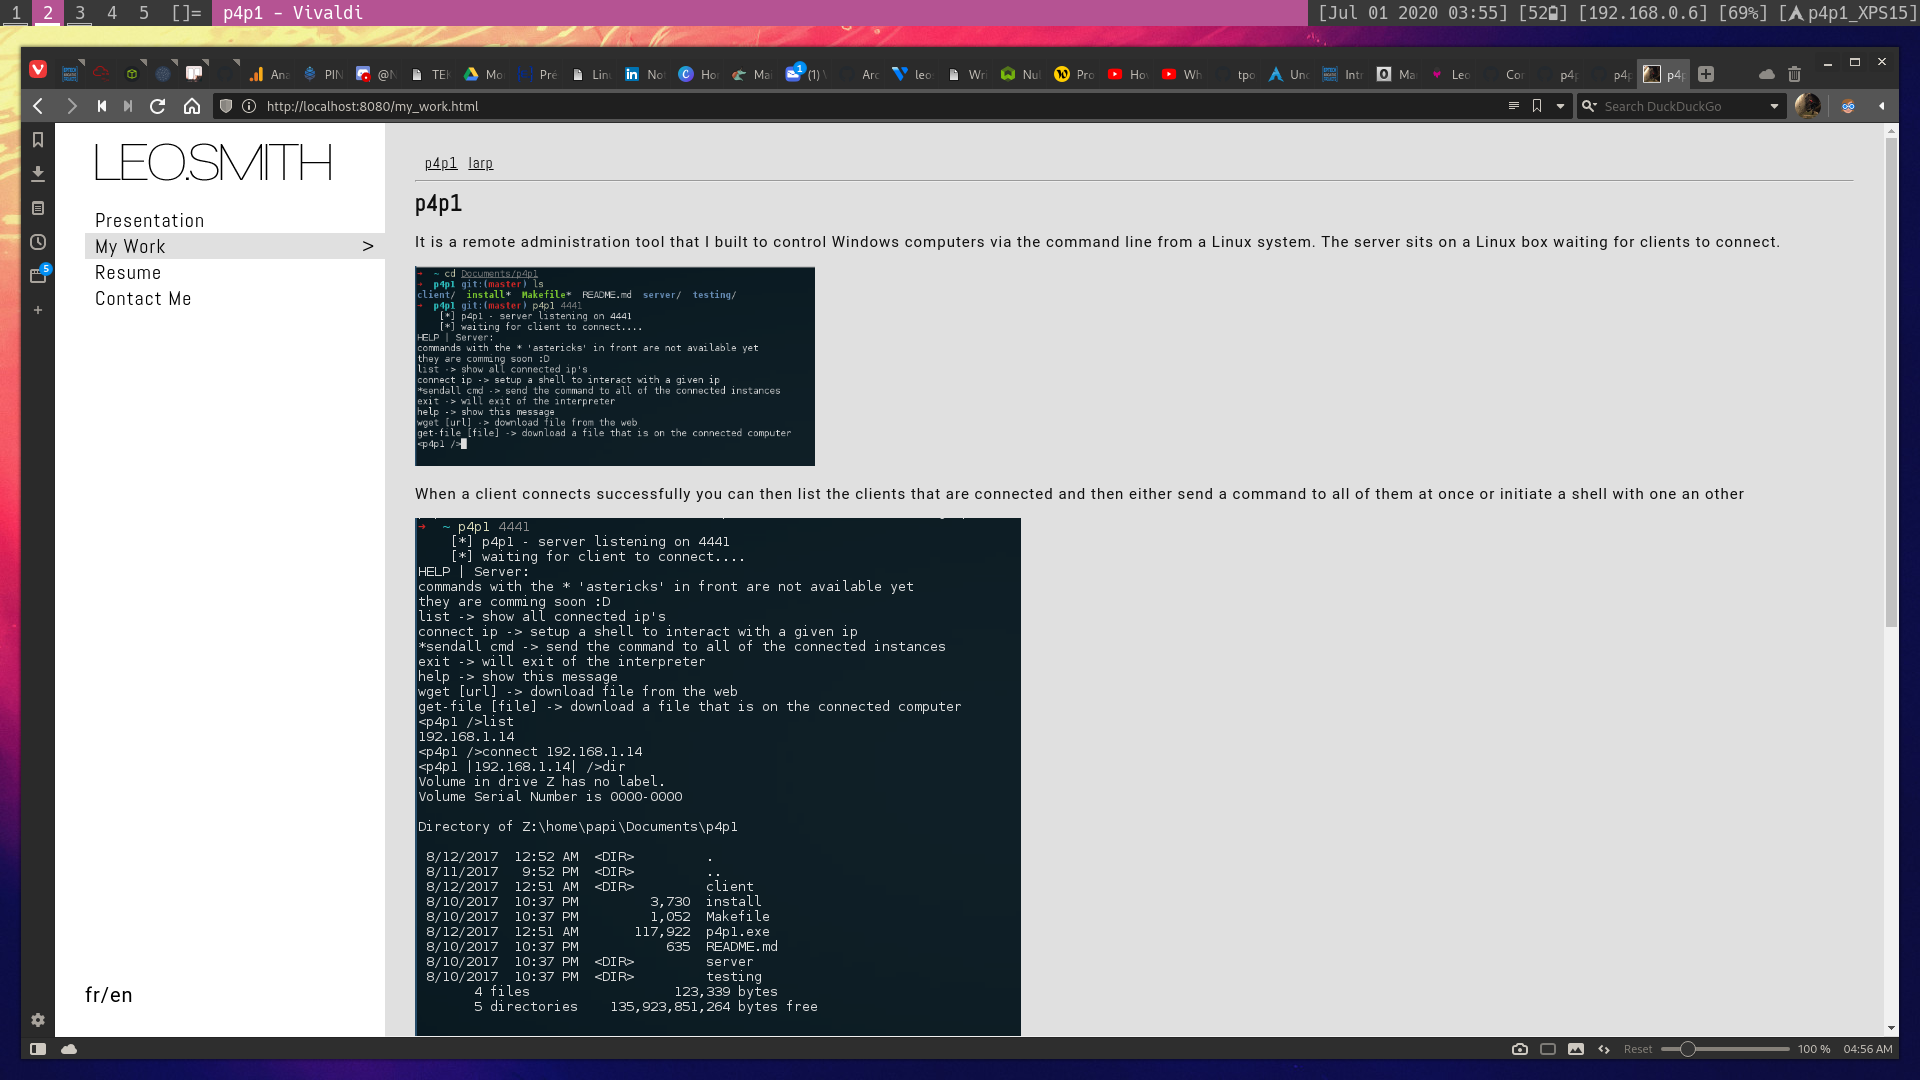 1 2 3 4 5 []= p4p1 - Vivaldi [Jul 01 2020 03:55] [52] [192.168.0.6] [69%] [p4p1_XPS15]
Ana PIN @N TEK Mo Pré Lin Not Hor Mai (1) Arc leo Wri Nul Pro Ho Wh tpo Unc Intr Ma Leo Cor p4p p4p p4p
http://localhost:8080/my_work.html Search DuckDuckGo
LEO.SMITH
Presentation
My Work >
Resume
Contact Me
fr/en
5
p4p1 larp
p4p1
It is a remote administration tool that I built to control Windows computers via the command line from a Linux system. The server sits on a Linux box waiting for clients to connect.
→ ~ cd Documents/p4p1
→ p4p1 git:(master) ls
client/ install* Makefile* README.md server/ testing/
→ p4p1 git:(master) p4p1 4441
[*] p4p1 - server listening on 4441
[*] waiting for client to connect....
HELP | Server:
commands with the * 'astericks' in front are not available yet
they are comming soon :D
list -> show all connected ip's
connect ip -> setup a shell to interact with a given ip
*sendall cmd -> send the command to all of the connected instances
exit -> will exit of the interpreter
help -> show this message
wget [url] -> download file from the web
get-file [file] -> download a file that is on the connected computer
<p4p1 />
When a client connects successfully you can then list the clients that are connected and then either send a command to all of them at once or initiate a shell with one an other
→ ~ p4p1 4441
[*] p4p1 - server listening on 4441
[*] waiting for client to connect....
HELP | Server:
commands with the * 'astericks' in front are not available yet
they are comming soon :D
list -> show all connected ip's
connect ip -> setup a shell to interact with a given ip
*sendall cmd -> send the command to all of the connected instances
exit -> will exit of the interpreter
help -> show this message
wget [url] -> download file from the web
get-file [file] -> download a file that is on the connected computer
<p4p1 />list
192.168.1.14
<p4p1 />connect 192.168.1.14
<p4p1 |192.168.1.14| />dir
Volume in drive Z has no label.
Volume Serial Number is 0000-0000
Directory of Z:\home\papi\Documents\p4p1
8/12/2017 12:52 AM <DIR> .
8/11/2017 9:52 PM <DIR> ..
8/12/2017 12:51 AM <DIR> client
8/10/2017 10:37 PM 3,730 install
8/10/2017 10:37 PM 1,052 Makefile
8/12/2017 12:51 AM 117,922 p4p1.exe
8/10/2017 10:37 PM 635 README.md
8/10/2017 10:37 PM <DIR> server
8/10/2017 10:37 PM <DIR> testing
4 files 123,339 bytes
5 directories 135,923,851,264 bytes free
Reset 100 % 04:56 AM